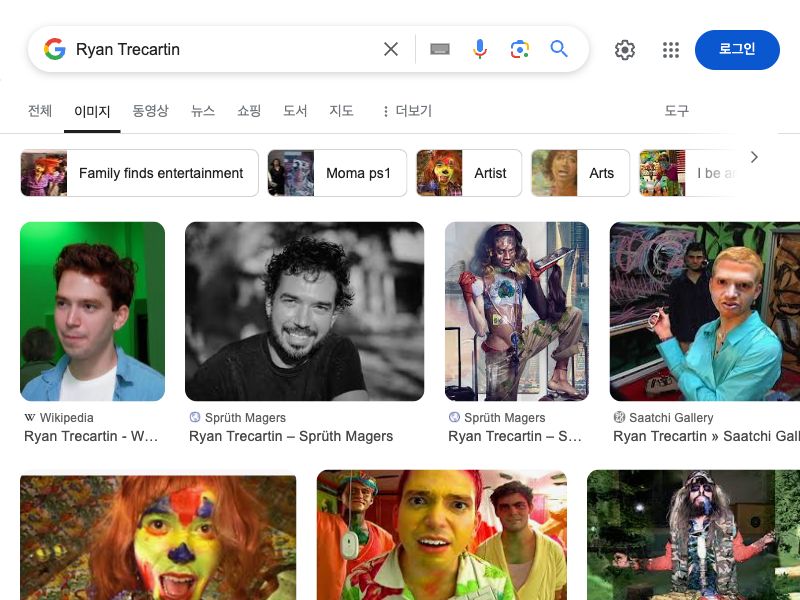 Ryan Trecartin
로그인
전체 이미지 동영상 뉴스 쇼핑 도서 지도 더보기 도구
Family finds entertainment Moma ps1 Artist Arts I be a
Wikipedia
Ryan Trecartin - W...
Sprüth Magers
Ryan Trecartin – Sprüth Magers
Sprüth Magers
Ryan Trecartin – S...
Saatchi Gallery
Ryan Trecartin » Saatchi Gall